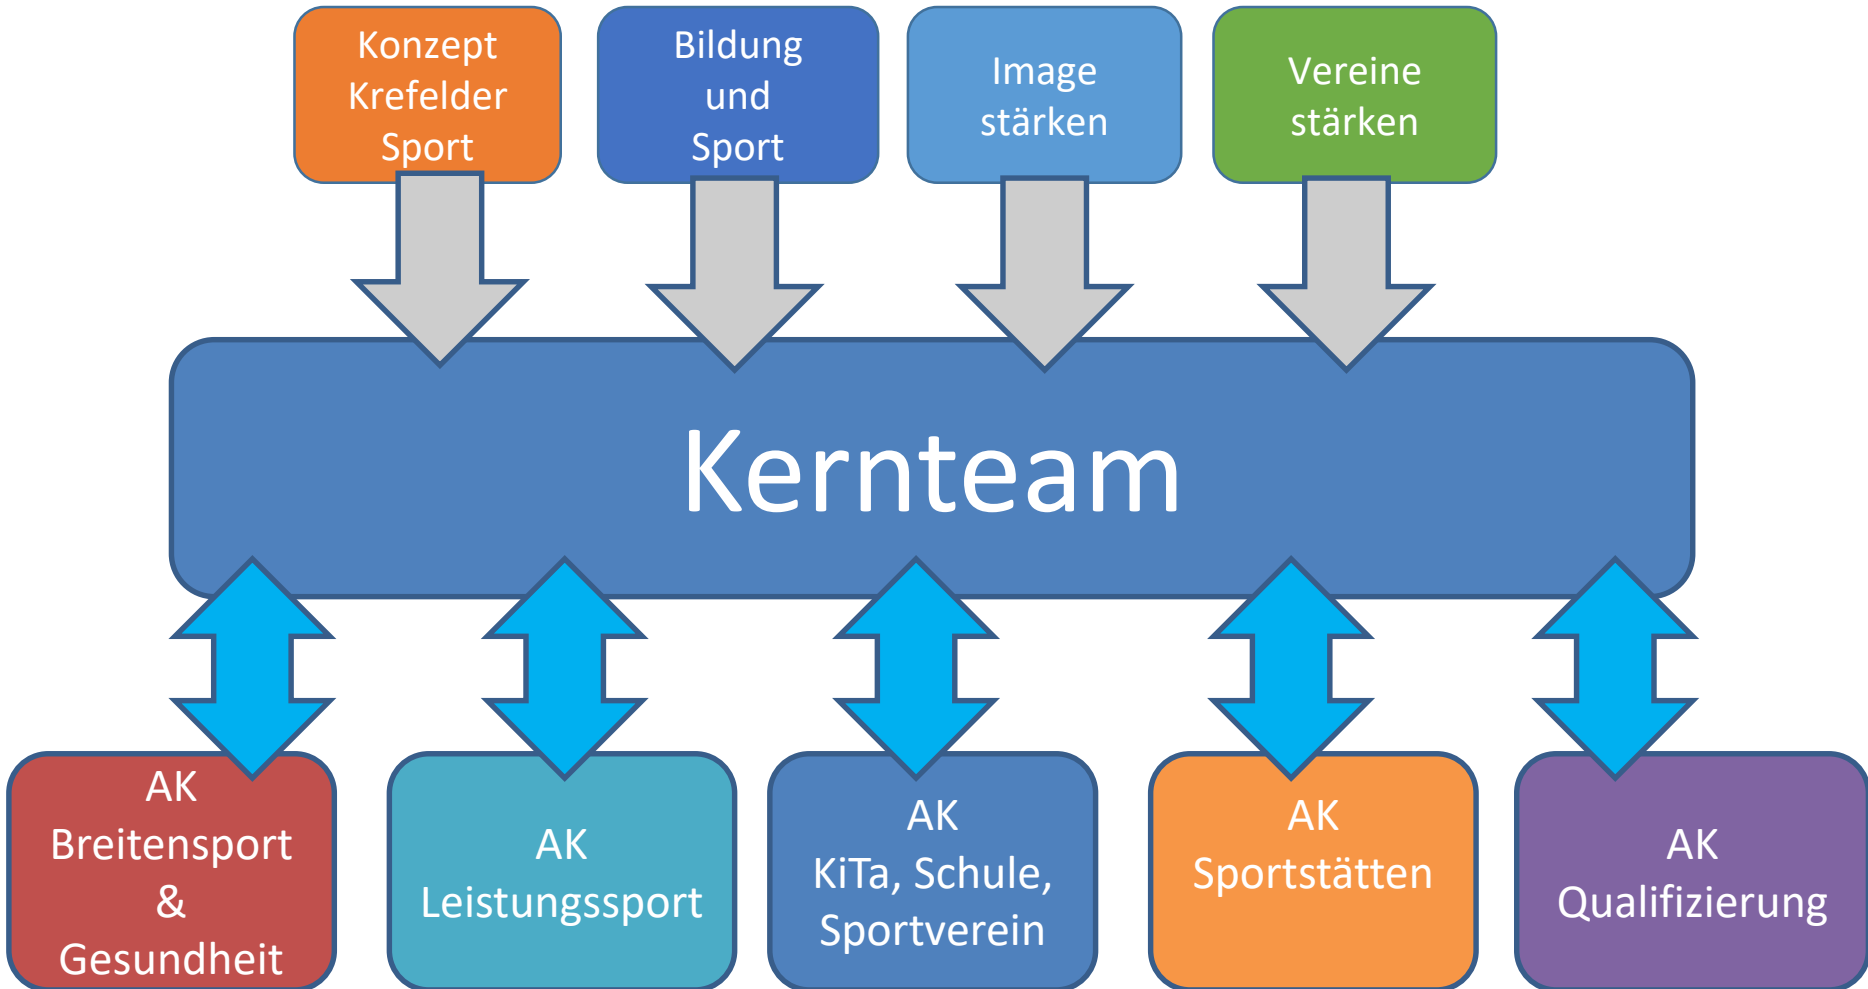 Konzept
Krefelder
Sport
Bildung
und
Sport
Image
stärken
Vereine
stärken
Kernteam
AK
Breitensport
&
Gesundheit
AK
Leistungssport
AK
KiTa, Schule,
Sportverein
AK
Sportstätten
AK
Qualifizierung